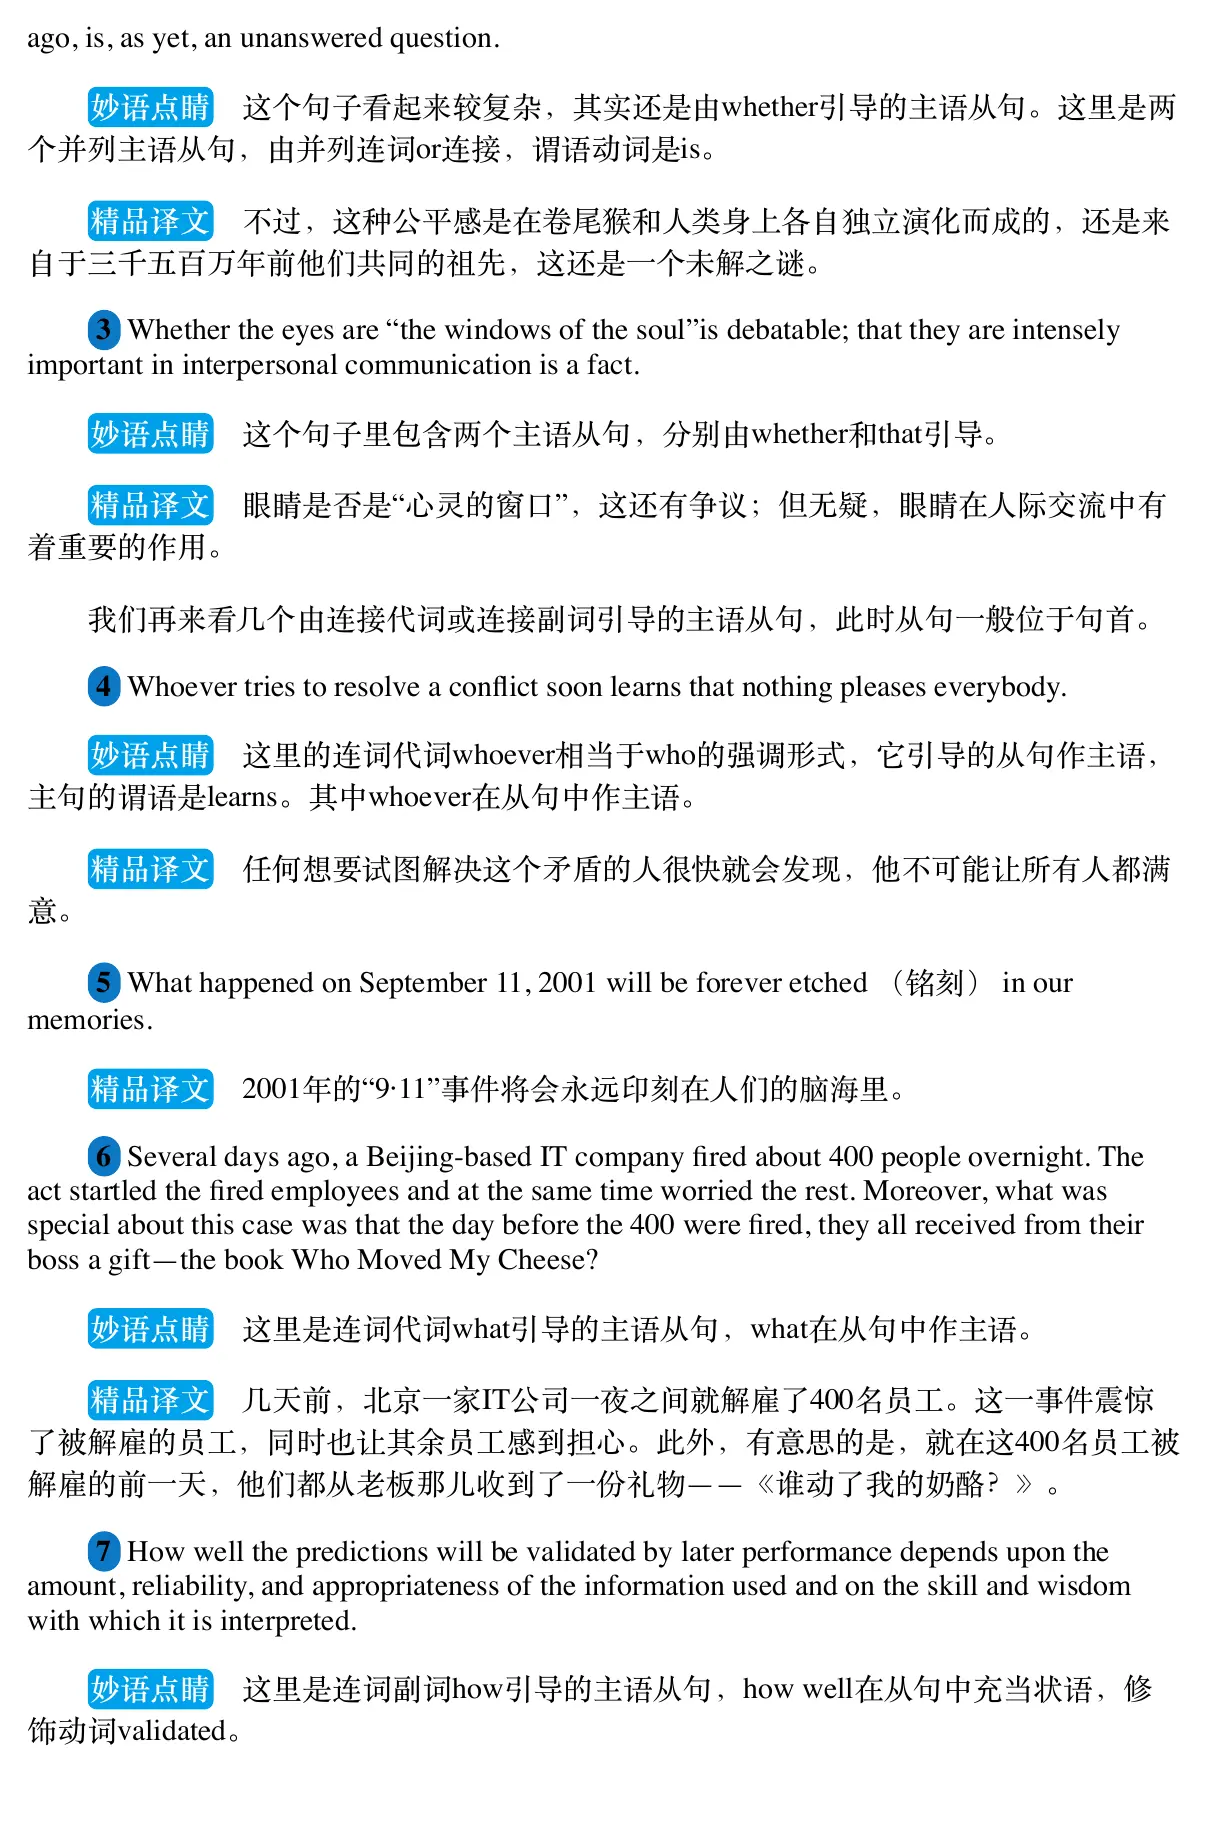 ago, is, as yet, an unanswered question.
妙语点睛 这个句子看起来较复杂，其实还是由whether引导的主语从句。这里是两
个并列主语从句，由并列连词or连接，谓语动词是is。
精品译文 不过，这种公平感是在卷尾猴和人类身上各自独立演化而成的，还是来
自于三千五百万年前他们共同的祖先，这还是一个未解之谜。
3 Whether the eyes are “the windows of the soul”is debatable; that they are intensely
important in interpersonal communication is a fact.
妙语点睛 这个句子里包含两个主语从句，分别由whether和that引导。
精品译文 眼睛是否是“心灵的窗口”，这还有争议；但无疑，眼睛在人际交流中有
着重要的作用。
我们再来看几个由连接代词或连接副词引导的主语从句，此时从句一般位于句首。
4 Whoever tries to resolve a conflict soon learns that nothing pleases everybody.
妙语点睛 这里的连词代词whoever相当于who的强调形式，它引导的从句作主语，
主句的谓语是learns。其中whoever在从句中作主语。
精品译文 任何想要试图解决这个矛盾的人很快就会发现，他不可能让所有人都满
意。
5 What happened on September 11, 2001 will be forever etched （铭刻） in our
memories.
精品译文 2001年的“9·11”事件将会永远印刻在人们的脑海里。
6 Several days ago, a Beijing-based IT company fired about 400 people overnight. The
act startled the fired employees and at the same time worried the rest. Moreover, what was
special about this case was that the day before the 400 were fired, they all received from their
boss a gift—the book Who Moved My Cheese?
妙语点睛 这里是连词代词what引导的主语从句，what在从句中作主语。
精品译文 几天前，北京一家IT公司一夜之间就解雇了400名员工。这一事件震惊
了被解雇的员工，同时也让其余员工感到担心。此外，有意思的是，就在这400名员工被
解雇的前一天，他们都从老板那儿收到了一份礼物——《谁动了我的奶酪？》。
7 How well the predictions will be validated by later performance depends upon the
amount, reliability, and appropriateness of the information used and on the skill and wisdom
with which it is interpreted.
妙语点睛 这里是连词副词how引导的主语从句，how well在从句中充当状语，修
饰动词validated。